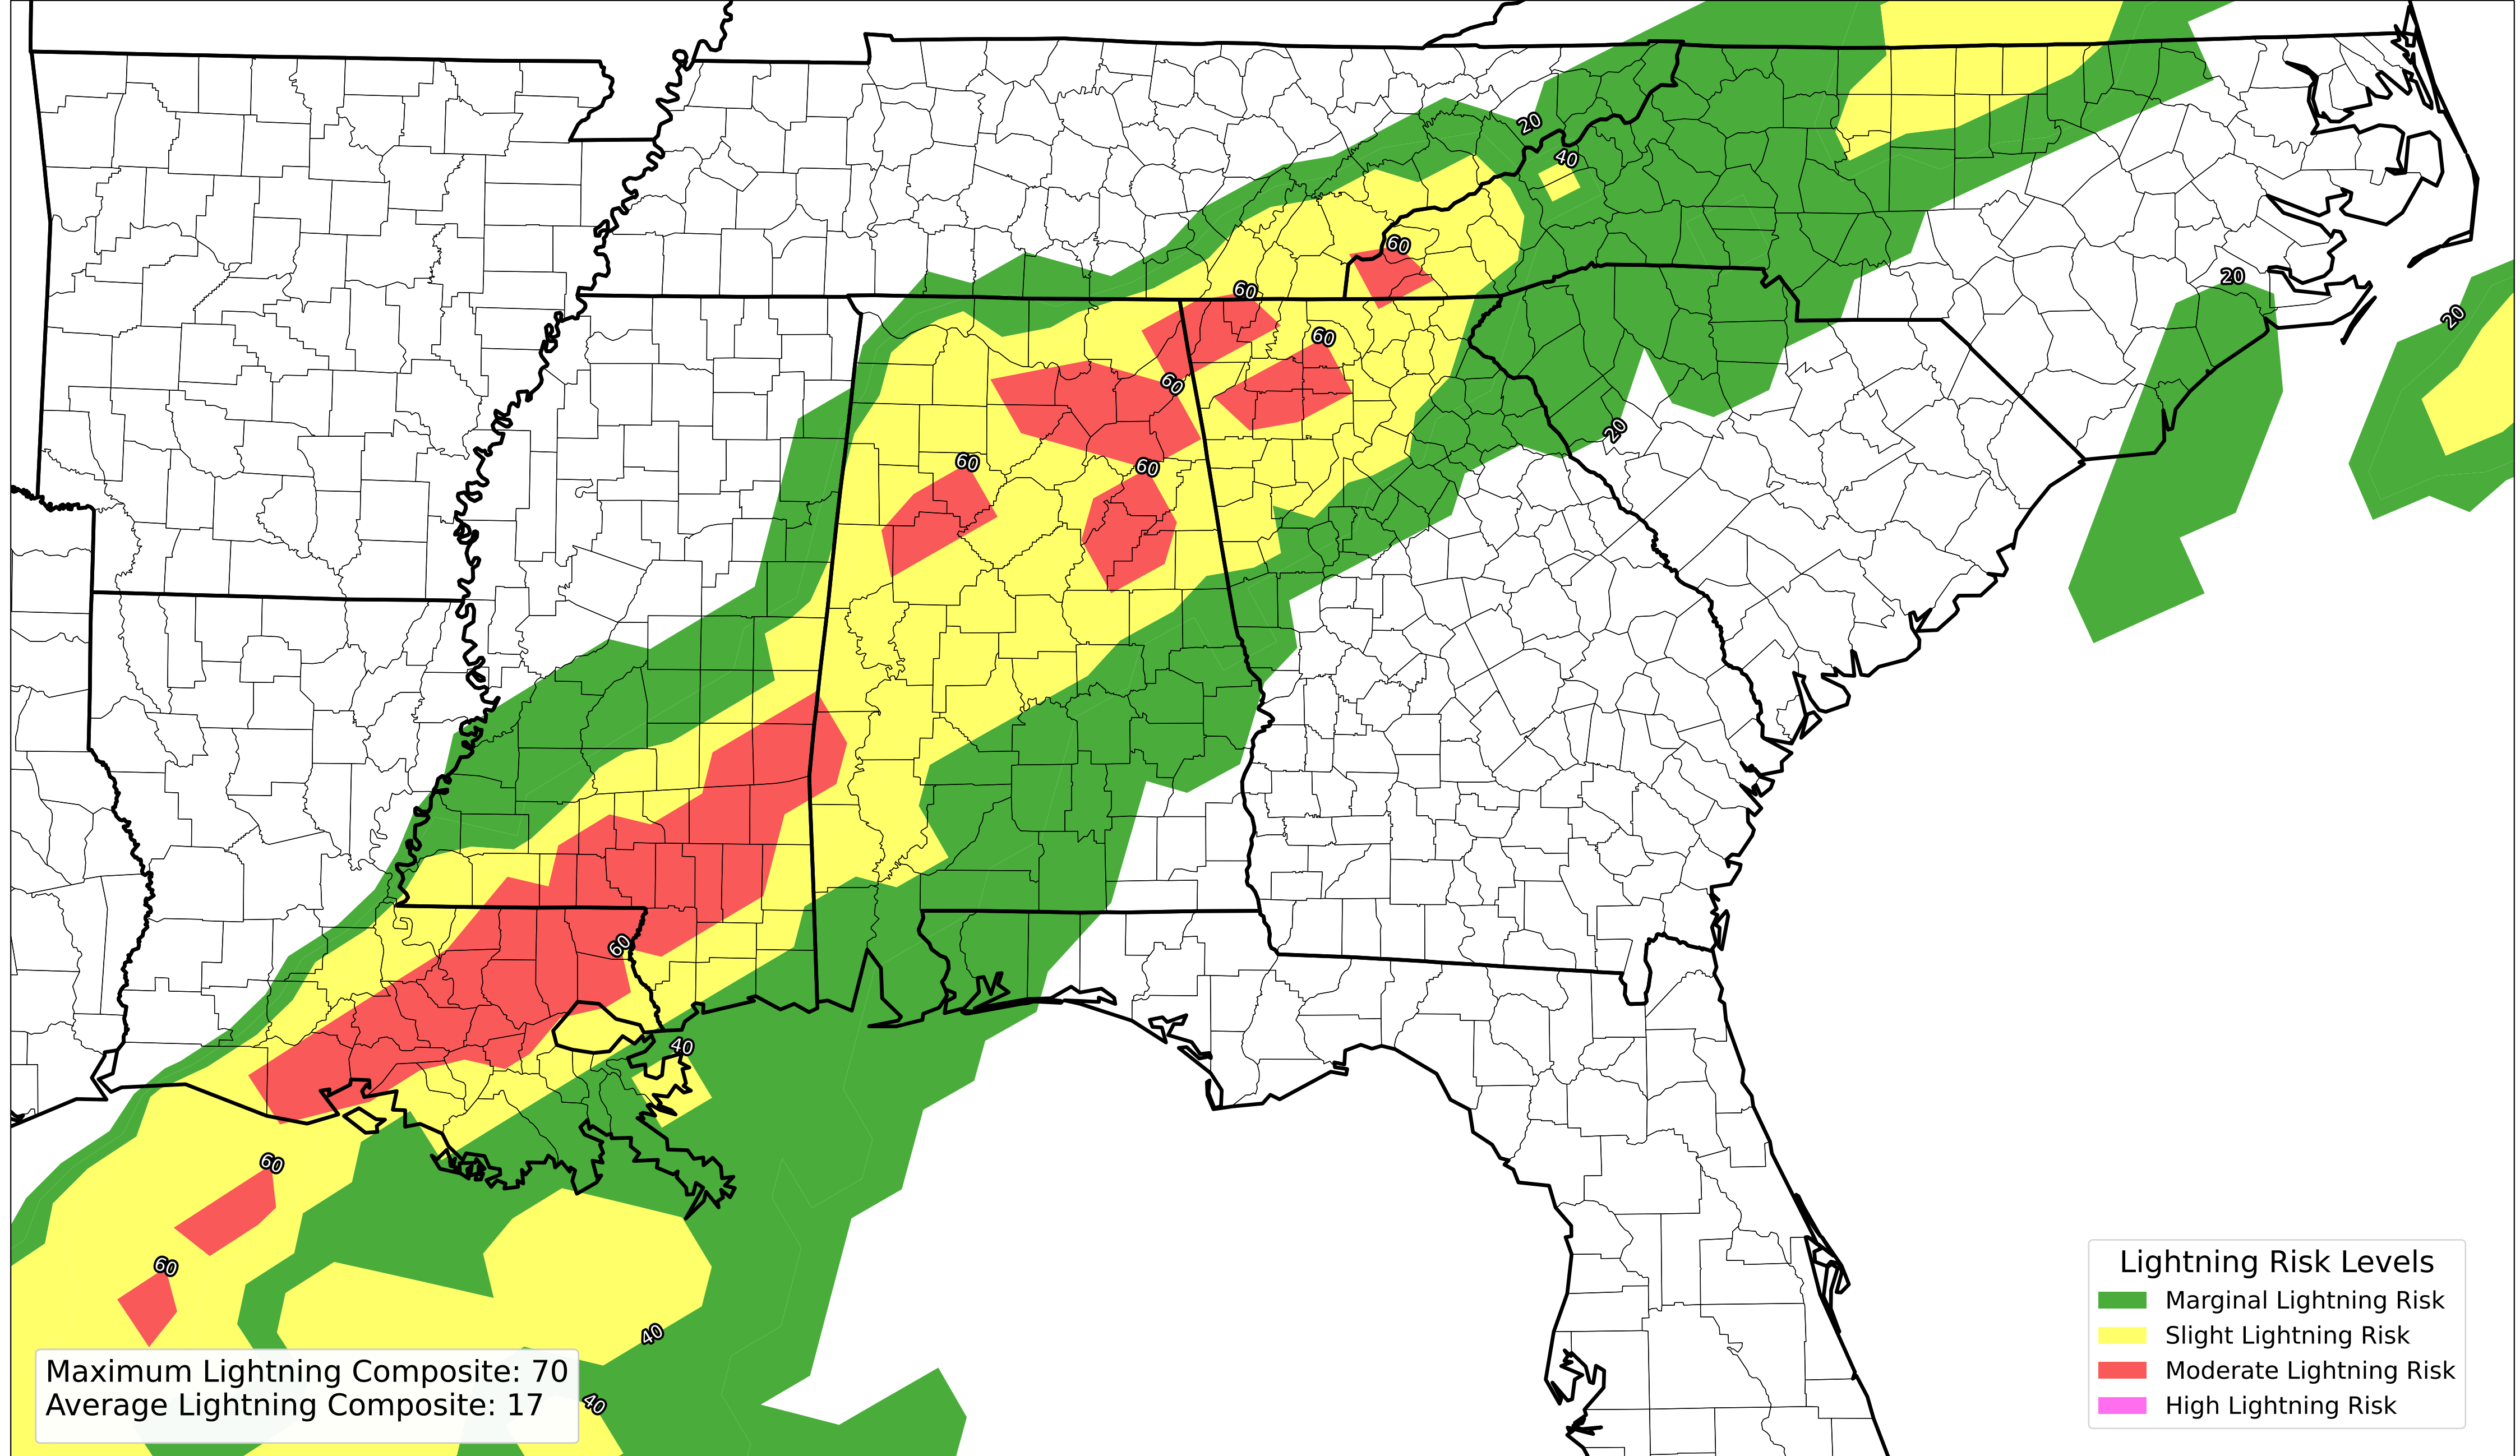 20
40
60
20
60
20
60
60
20
60
60
60
40
60
60
40
40
Lightning Risk Levels
Marginal Lightning Risk
Slight Lightning Risk
Moderate Lightning Risk
High Lightning Risk
Maximum Lightning Composite: 70
Average Lightning Composite: 17